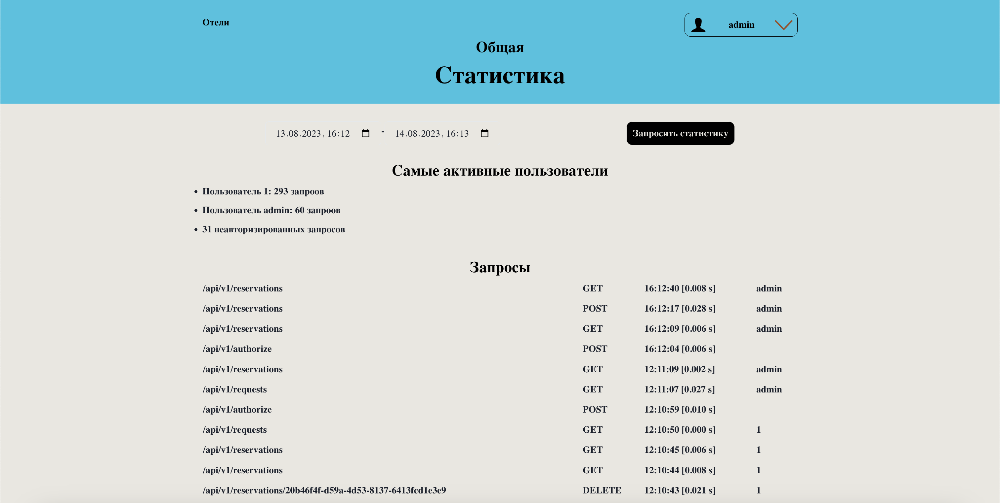 Отели
admin
Общая
Статистика
13.08.2023, 16:12 - 14.08.2023, 16:13 Запросить статистику
Самые активные пользователи
• Пользователь 1: 293 запроов
• Пользователь admin: 60 запроов
• 31 неавторизированных запросов
Запросы
/api/v1/reservations GET 16:12:40 [0.008 s] admin
/api/v1/reservations POST 16:12:17 [0.028 s] admin
/api/v1/reservations GET 16:12:09 [0.006 s] admin
/api/v1/authorize POST 16:12:04 [0.006 s]
/api/v1/reservations GET 12:11:09 [0.002 s] admin
/api/v1/requests GET 12:11:07 [0.027 s] admin
/api/v1/authorize POST 12:10:59 [0.010 s]
/api/v1/requests GET 12:10:50 [0.000 s] 1
/api/v1/reservations GET 12:10:45 [0.006 s] 1
/api/v1/reservations GET 12:10:44 [0.008 s] 1
/api/v1/reservations/20b46f4f-d59a-4d53-8137-6413fcd1e3e9 DELETE 12:10:43 [0.021 s] 1